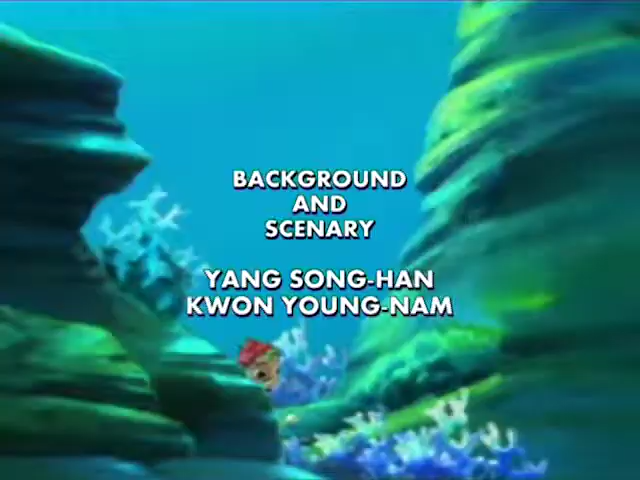 BACKGROUND
AND
SCENARY
YANG SONG-HAN
KWON YOUNG-NAM